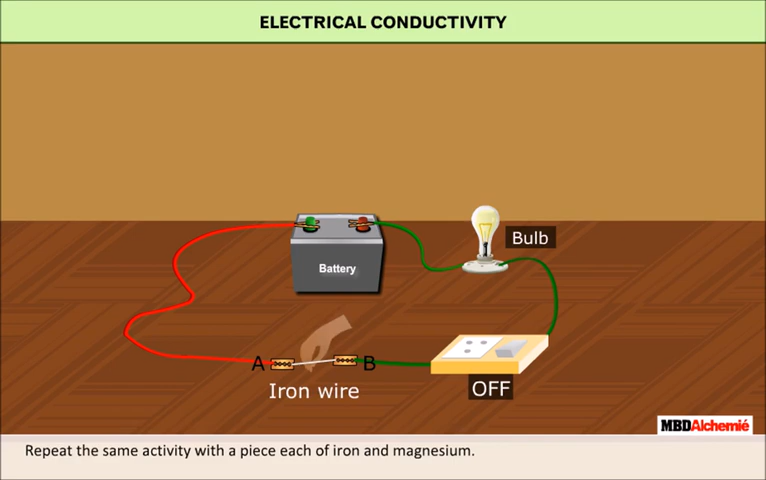 ELECTRICAL CONDUCTIVITY
Bulb
Battery
A
B
Iron wire
OFF
MBDAlchemié
Repeat the same activity with a piece each of iron and magnesium.